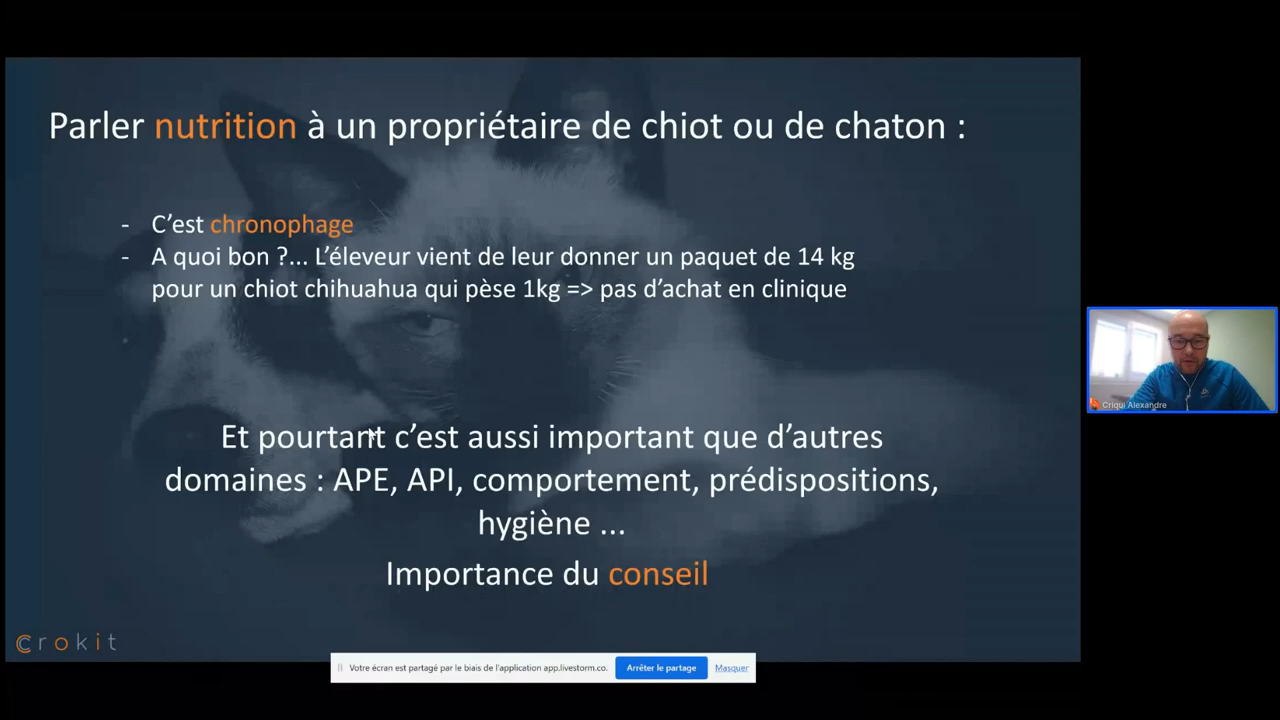 Parler nutrition à un propriétaire de chiot ou de chaton :
- C’est chronophage
- A quoi bon ?... L’éleveur vient de leur donner un paquet de 14 kg
pour un chiot chihuahua qui pèse 1kg => pas d’achat en clinique
Et pourtant c’est aussi important que d’autres
domaines : APE, API, comportement, prédispositions,
hygiène ...
Importance du conseil
crokit
Criqui Alexandre
Votre écran est partagé par le biais de l'application app.livestorm.co.
Arrêter le partage
Masquer